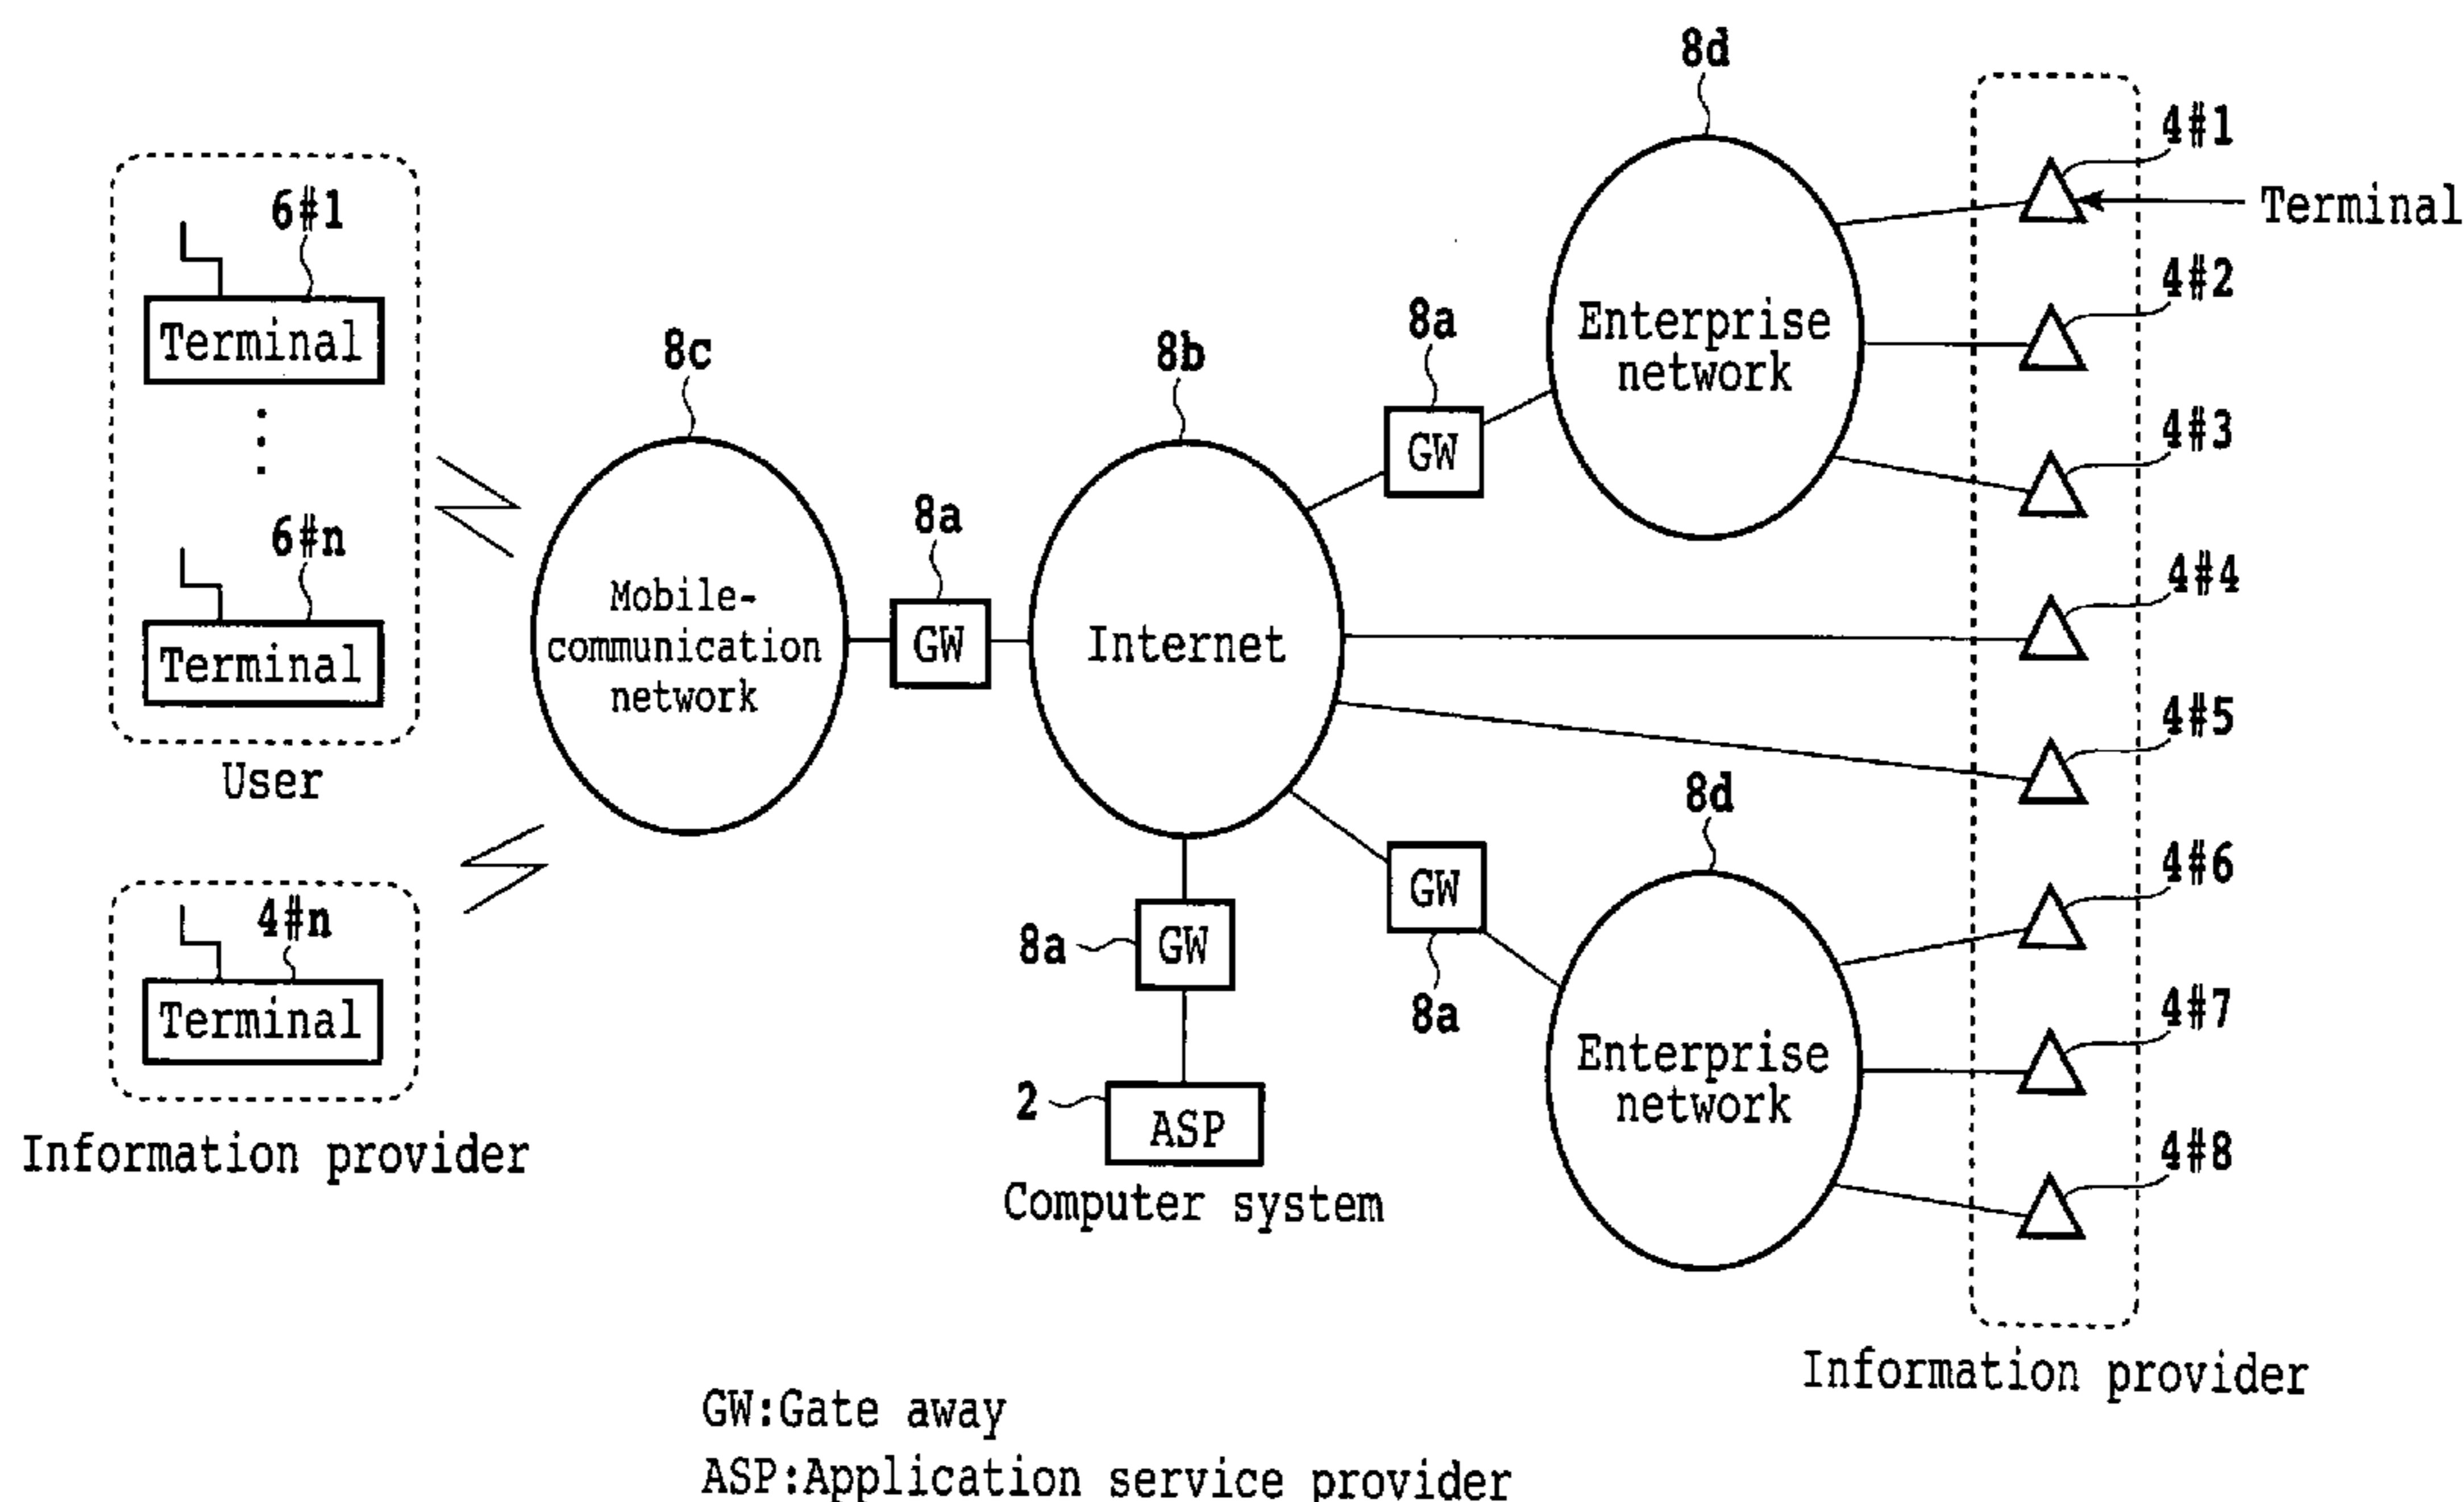 8d
4#1
Terminal
6#1
Terminal
4#2
8a
Enterprise
network
GW
8c
8b
4#3
6#n
Terminal
8a
GW
Mobile-
communication
network
Internet
4#4
4#5
User
8d
4#6
GW
8a
4#n
Terminal
Information provider
8a
GW
Enterprise
network
4#7
2
ASP
Computer system
4#8
Information provider
GW:Gate away
ASP:Application service provider